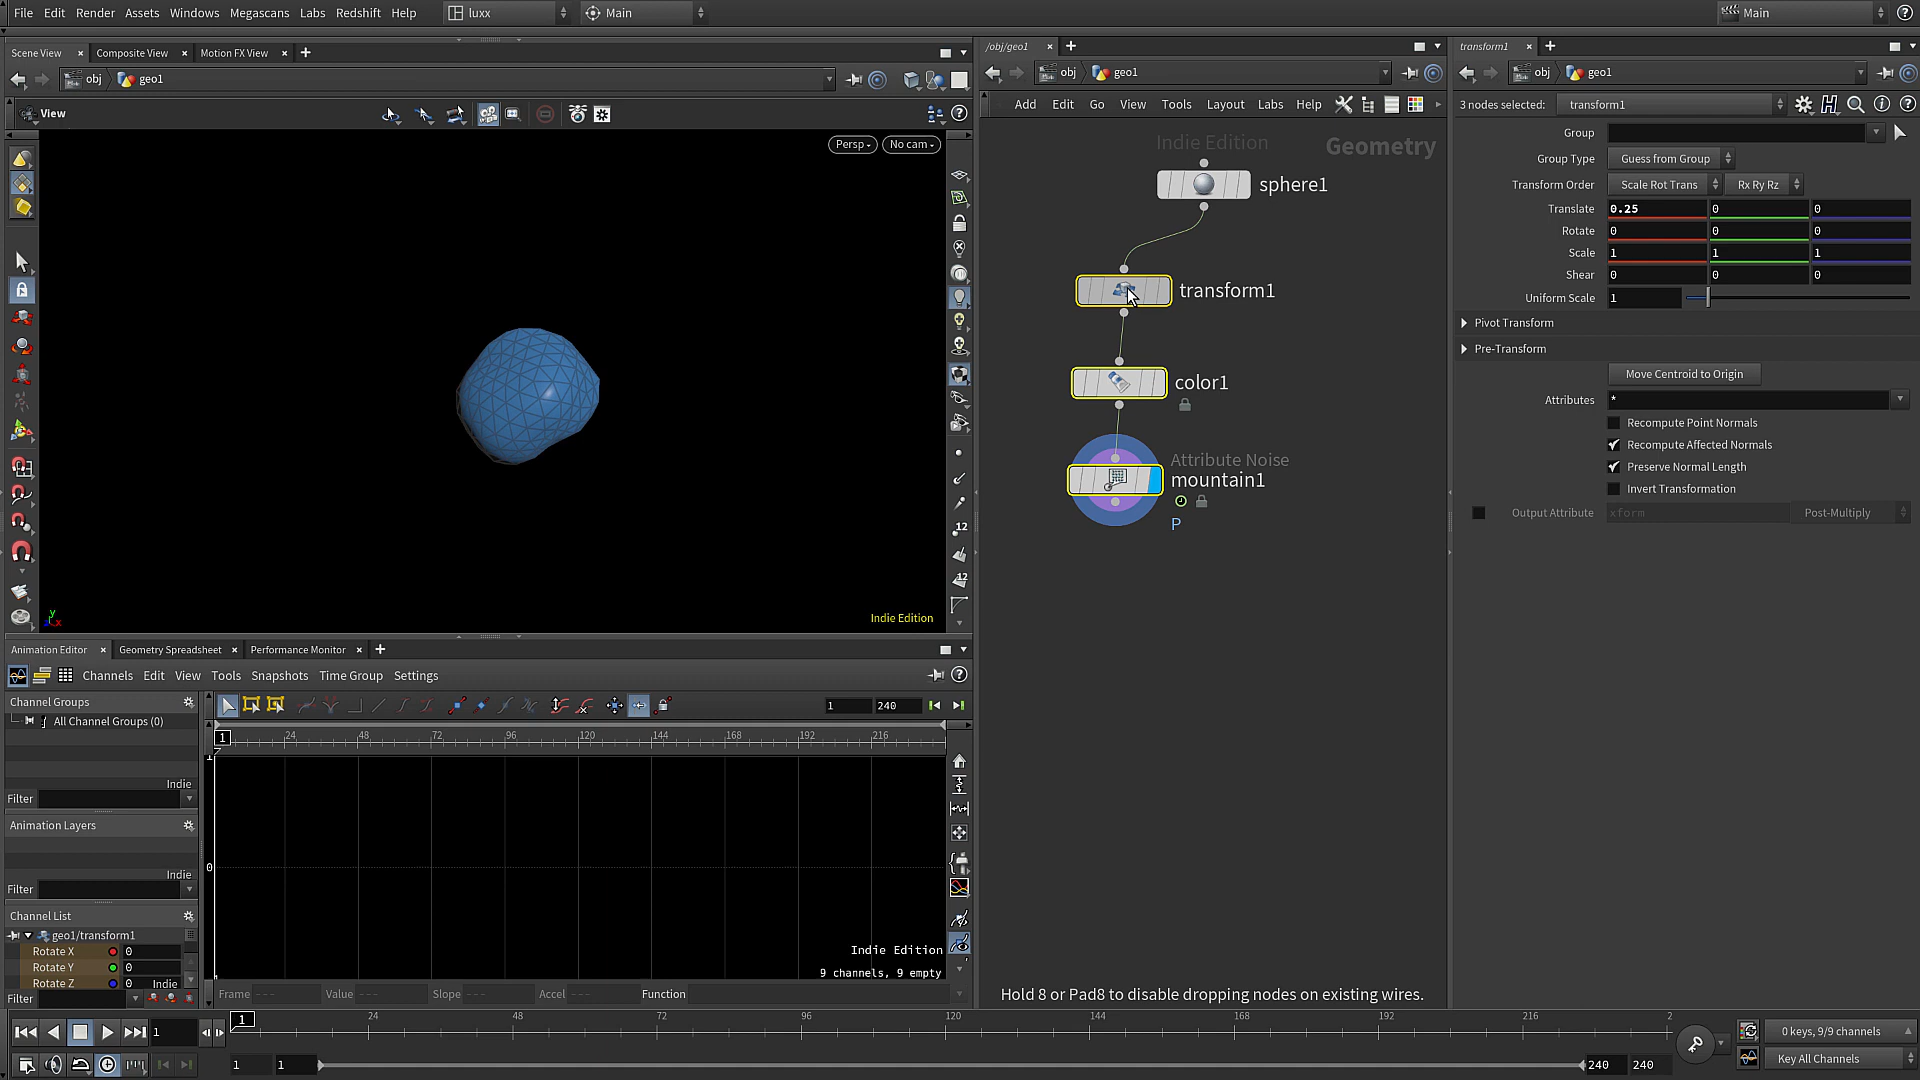 File Edit Render Assets Windows Megascans Labs Redshift Help luxx Main Main
Scene View Composite View Motion FX View
obj geo1
View
Persp No cam
Indie Edition
y
x
12
12
/obj/geo1
obj geo1
Add Edit Go View Tools Layout Labs Help
Indie Edition
Geometry
sphere1
transform1
color1
Attribute Noise
mountain1
P
Hold 8 or Pad8 to disable dropping nodes on existing wires.
transform1
obj geo1
3 nodes selected: transform1
Group
Group Type Guess from Group
Transform Order Scale Rot Trans Rx Ry Rz
Translate 0.25 0 0
Rotate 0 0 0
Scale 1 1 1
Shear 0 0 0
Uniform Scale 1
Pivot Transform
Pre-Transform
Move Centroid to Origin
Attributes *
Recompute Point Normals
Recompute Affected Normals
Preserve Normal Length
Invert Transformation
Output Attribute xform Post-Multiply
Animation Editor Geometry Spreadsheet Performance Monitor
Channels Edit View Tools Snapshots Time Group Settings
Channel Groups
All Channel Groups (0)
Indie
Filter
Animation Layers
Indie
Filter
Channel List
geo1/transform1
Rotate X 0
Rotate Y 0
Rotate Z 0 Indie
Filter
1 240
1 24 48 72 96 120 144 168 192 216
1
0
Indie Edition
9 channels, 9 empty
Frame --- Value --- Slope --- Accel --- Function
1 1 24 48 72 96 120 144 168 192 216 2
0 keys, 9/9 channels
1 1 240 240
Key All Channels